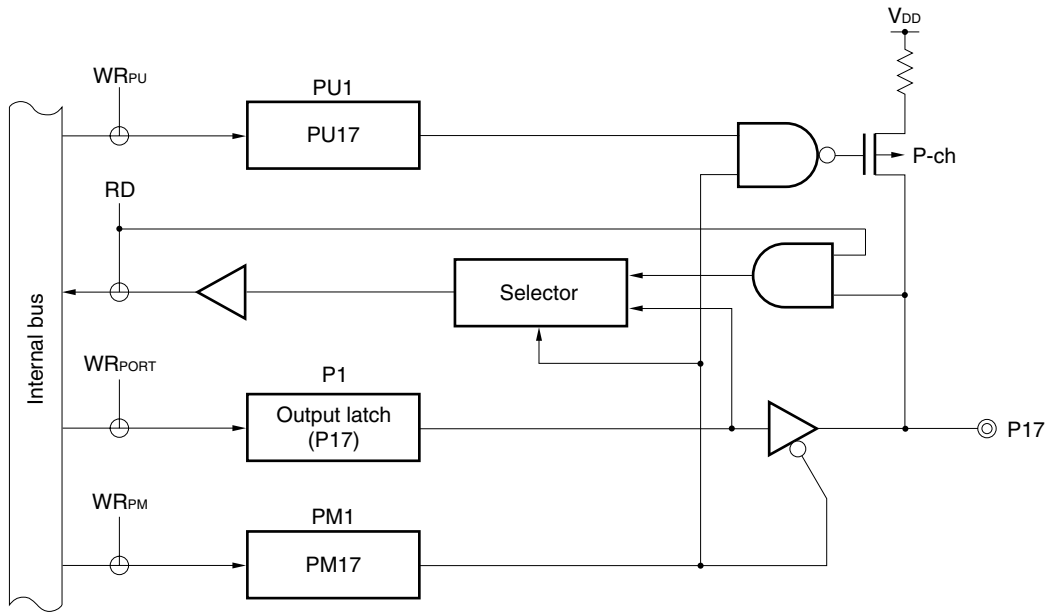 VDD
WRPU
PU1
PU17
P-ch
RD
Selector
Internal bus
WRPORT
P1
Output latch
(P17)
P17
WRPM
PM1
PM17